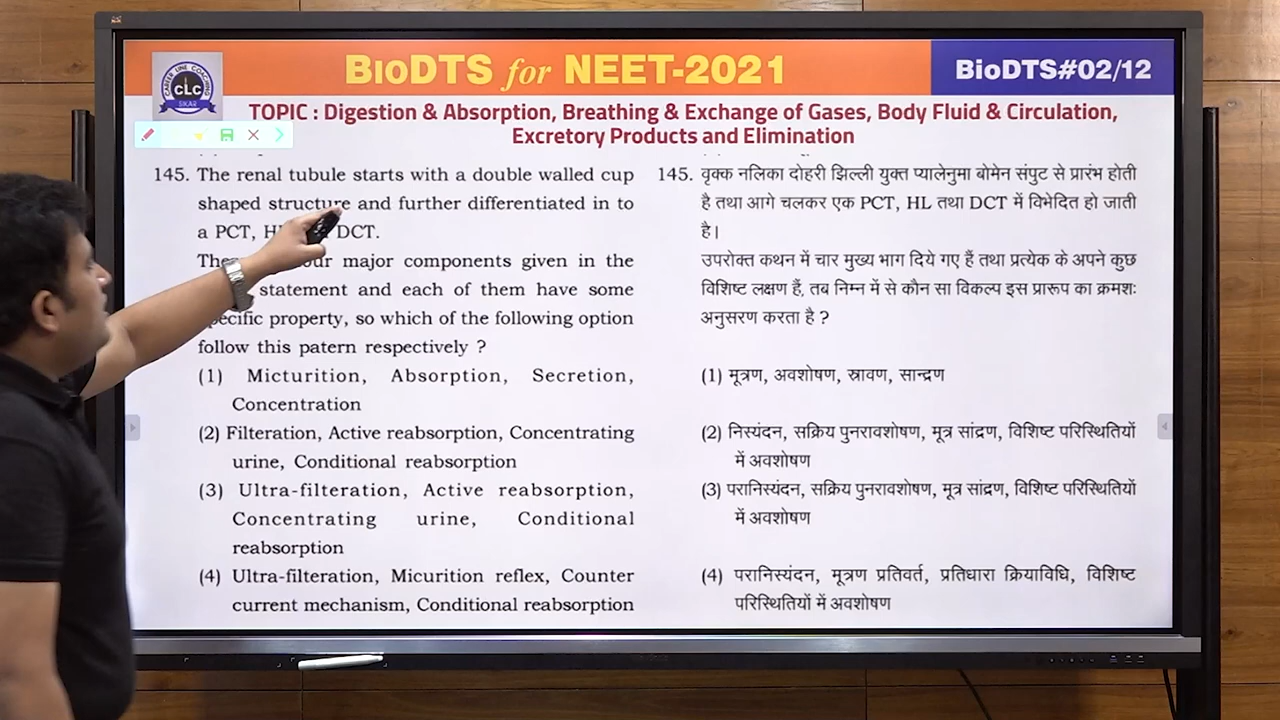 BIODTS for NEET-2021
BioDTS#02/12
CAREER LINE COACHING
CLC
SIKAR
TOPIC : Digestion & Absorption, Breathing & Exchange of Gases, Body Fluid & Circulation,
Excretory Products and Elimination
145. The renal tubule starts with a double walled cup
shaped structure and further differentiated in to
a PCT, DCT.
major components given in the
statement and each of them have some
property, so which of the following option
follow this patern respectively ?
(1) Micturition, Absorption, Secretion,
Concentration
(2) Filteration, Active reabsorption, Concentrating
urine, Conditional reabsorption
(3) Ultra-filteration, Active reabsorption,
Concentrating urine, Conditional
reabsorption
(4) Ultra-filteration, Micurition reflex, Counter
current mechanism, Conditional reabsorption
145. वृक्क नलिका दोहरी झिल्ली युक्त प्यालेनुमा बोमेन संपुट से प्रारंभ होती
है तथा आगे चलकर एक PCT, HL तथा DCT में विभेदित हो जाती
है।
उपरोक्त कथन में चार मुख्य भाग दिये गए हैं तथा प्रत्येक के अपने कुछ
विशिष्ट लक्षण हैं, तब निम्न में से कौन सा विकल्प इस प्रारूप का क्रमशः
अनुसरण करता है ?
(1) मूत्रण, अवशोषण, स्रावण, सान्द्रण
(2) निस्यंदन, सक्रिय पुनरावशोषण, मूत्र सांद्रण, विशिष्ट परिस्थितियों
में अवशोषण
(3) परानिस्यंदन, सक्रिय पुनरावशोषण, मूत्र सांद्रण, विशिष्ट परिस्थितियों
में अवशोषण
(4) परानिस्यंदन, मूत्रण प्रतिवर्त, प्रतिधारा क्रियाविधि, विशिष्ट
परिस्थितियों में अवशोषण